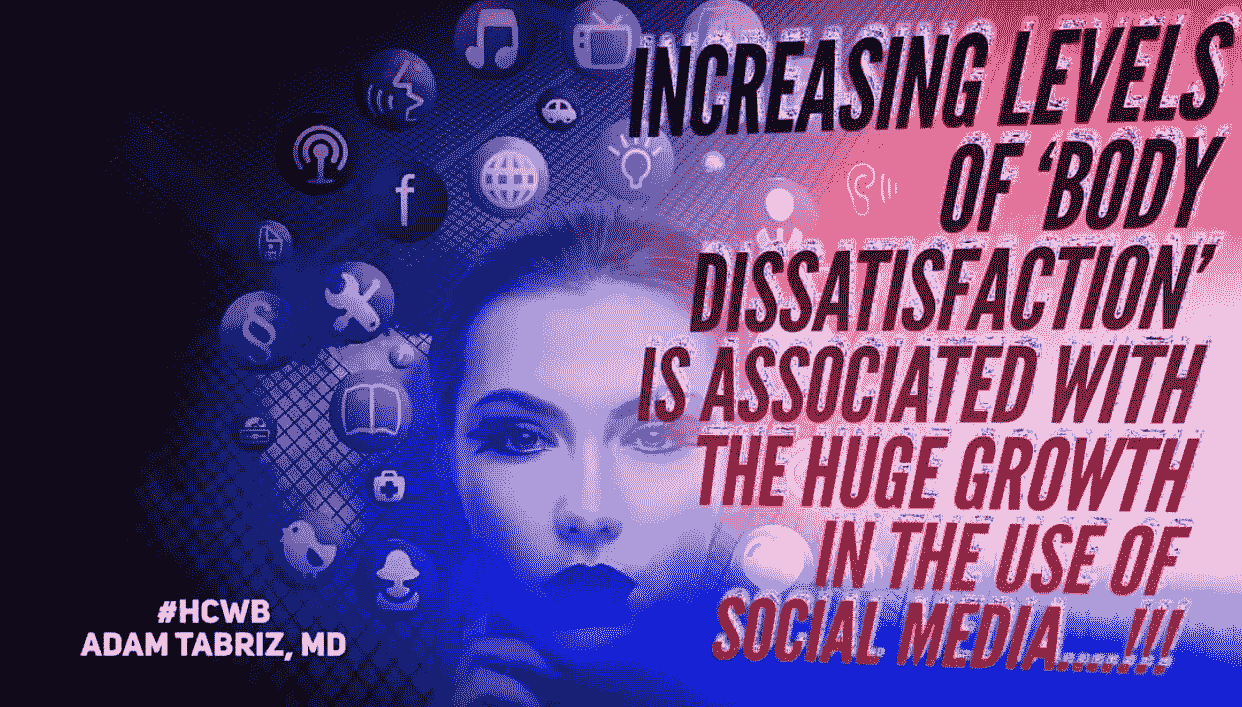 INCREASING LEVELS
OF ‘BODY
DISSATISFACTION’
IS ASSOCIATED WITH
THE HUGE GROWTH
IN THE USE OF
SOCIAL MEDIA.....!!!
#HCWB
ADAM TABRIZ, MD